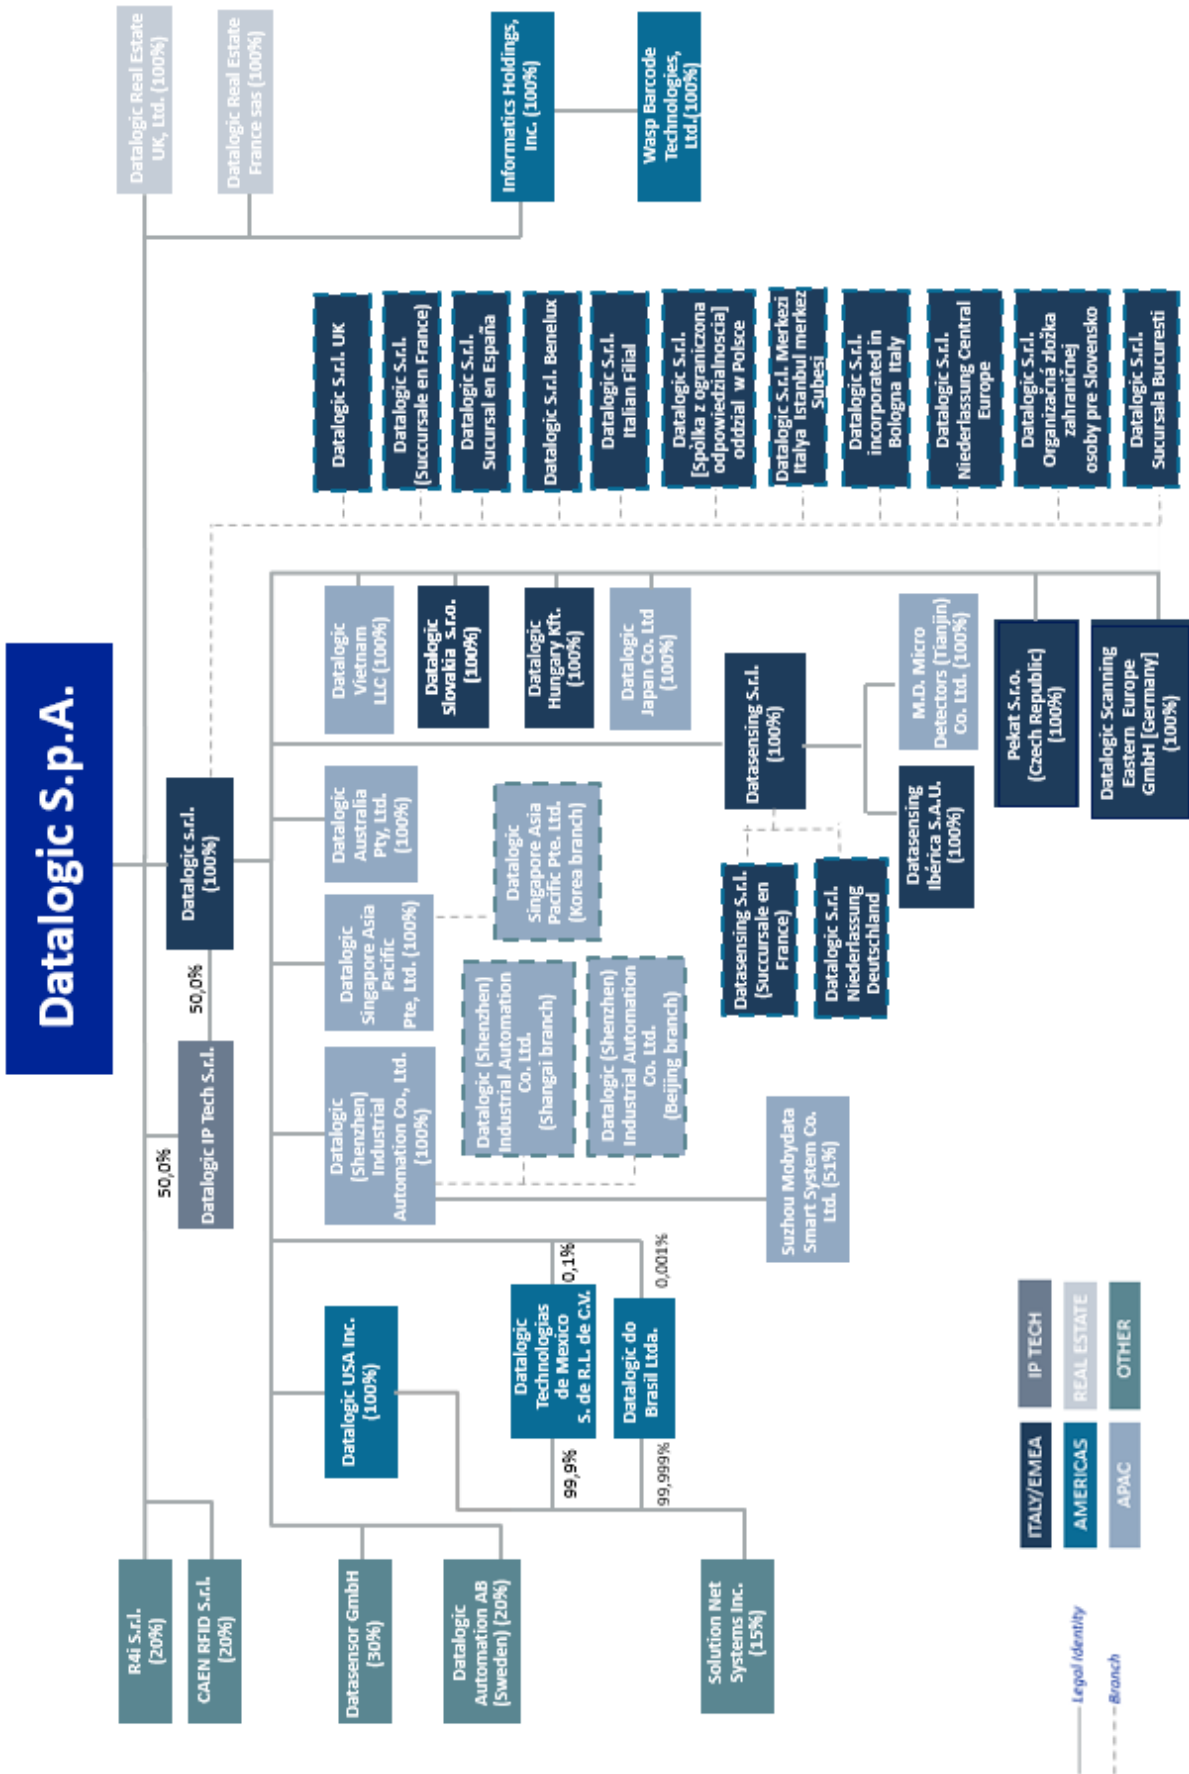 Datalogic S.p.A.
R4i S.r.l.
(20%)
CAEN RFID S.r.l.
(20%)
50,0%
Datalogic IP Tech S.r.l.
50,0%
Datalogic s.r.l.
(100%)
Datalogic Real Estate
UK, Ltd. (100%)
Datalogic Real Estate
France sas (100%)
Informatics Holdings,
Inc. (100%)
Wasp Barcode
Technologies,
Ltd.(100%)
Datasensor GmbH
(30%)
Datalogic
Automation AB
(Sweden) (20%)
Solution Net
Systems Inc.
(15%)
Datalogic USA Inc.
(100%)
99,9%
Datalogic
Technologias
de Mexico
S. de R.L. de C.V.
0,1%
99,999%
Datalogic do
Brasil Ltda.
0,001%
Datalogic
(Shenzhen)
Industrial
Automation Co., Ltd.
(100%)
Datalogic (Shenzhen)
Industrial Automation
Co. Ltd.
(Shangai branch)
Datalogic (Shenzhen)
Industrial Automation
Co. Ltd.
(Beijing branch)
Suzhou Mobydata
Smart System Co.
Ltd. (51%)
Datalogic
Singapore Asia
Pacific
Pte, Ltd. (100%)
Datalogic
Singapore Asia
Pacific Pte. Ltd.
(Korea branch)
Datalogic
Australia
Pty, Ltd.
(100%)
Datalogic
Vietnam
LLC (100%)
Datalogic
Slovakia s.r.o.
(100%)
Datalogic
Hungary Kft.
(100%)
Datalogic
Japan Co. Ltd
(100%)
Datasensing S.r.l.
(100%)
Datasensing S.r.l.
(Succursale en
France)
Datalogic S.r.l.
Niederlassung
Deutschland
Datasensing
Ibérica S.A.U.
(100%)
M.D. Micro
Detectors (Tianjin)
Co. Ltd. (100%)
Pekat S.r.o.
(Czech Republic)
(100%)
Datalogic Scanning
Eastern Europe
GmbH [Germany]
(100%)
Datalogic S.r.l. UK
Datalogic S.r.l.
(Succursale en France)
Datalogic S.r.l.
Sucursal en España
Datalogic S.r.l. Benelux
Datalogic S.r.l.
Italian Filial
Datalogic S.r.l.
[Spolka z ograniczona
odpowiedzialnoscia]
oddzial w Polsce
Datalogic S.r.l. Merkezi
Italya Istanbul merkez
Subesi
Datalogic S.r.l.
incorporated in
Bologna Italy
Datalogic S.r.l.
Niederlassung Central
Europe
Datalogic S.r.l.
Organizačná zložka
zahraničnej
osoby pre Slovensko
Datalogic S.r.l.
Sucursala Bucuresti
Legal Identity
Branch
ITALY/EMEA
IP TECH
AMERICAS
REAL ESTATE
APAC
OTHER